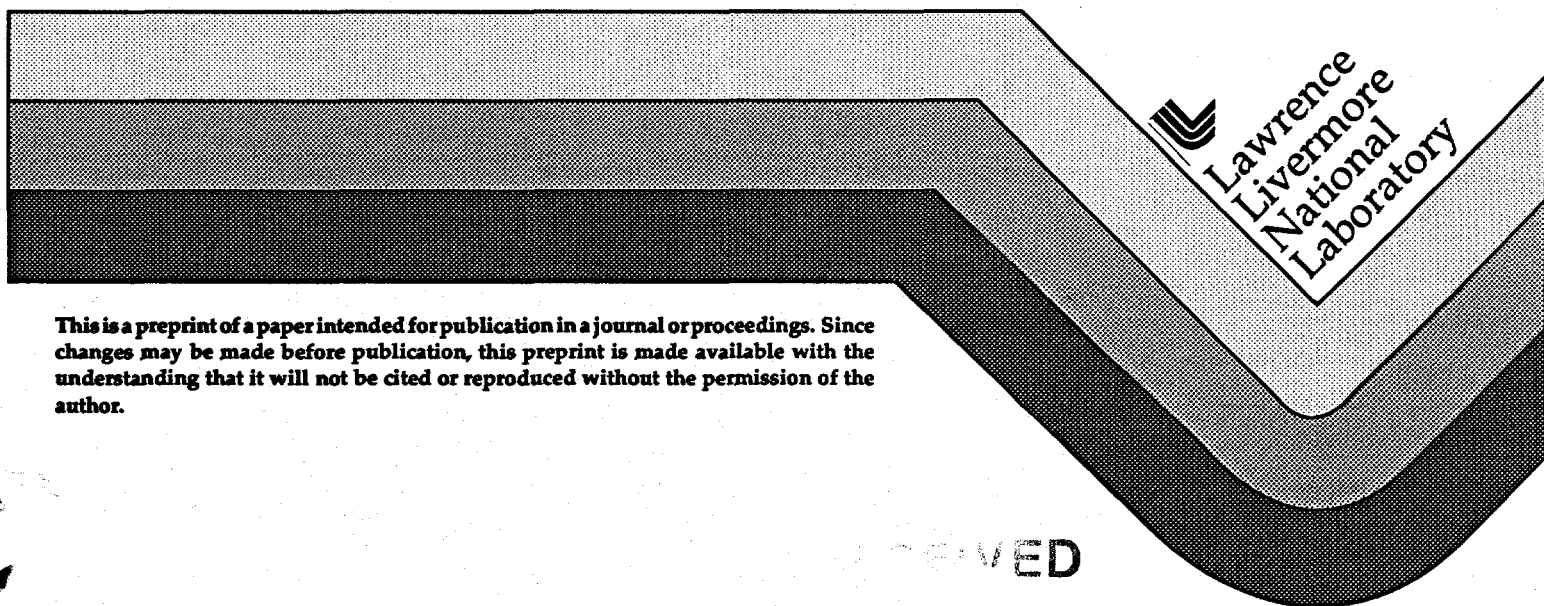 Lawrence
Livermore
National
Laboratory
This is a preprint of a paper intended for publication in a journal or proceedings. Since
changes may be made before publication, this preprint is made available with the
understanding that it will not be cited or reproduced without the permission of the
author.